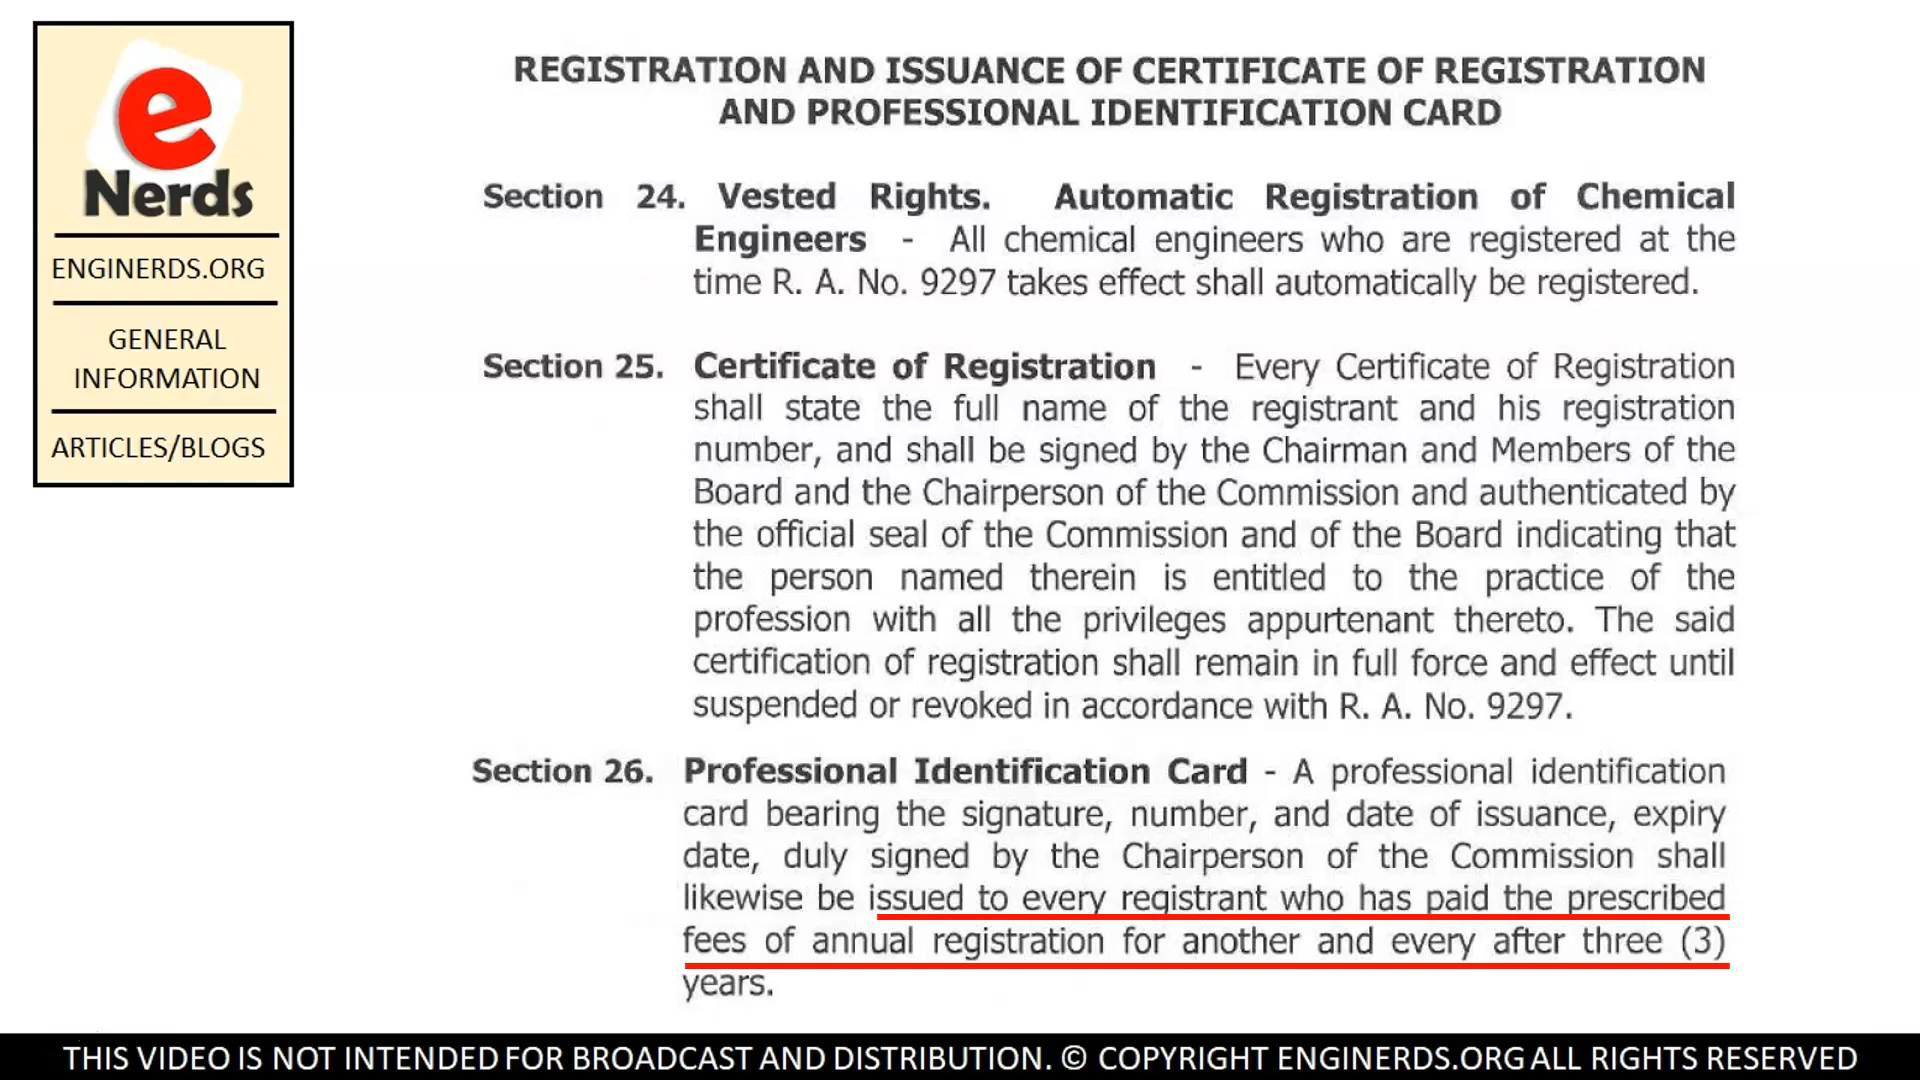 e
Nerds
ENGINERDS.ORG
GENERAL
INFORMATION
ARTICLES/BLOGS
REGISTRATION AND ISSUANCE OF CERTIFICATE OF REGISTRATION
AND PROFESSIONAL IDENTIFICATION CARD
Section 24. Vested Rights. Automatic Registration of Chemical
Engineers - All chemical engineers who are registered at the
time R. A. No. 9297 takes effect shall automatically be registered.
Section 25. Certificate of Registration - Every Certificate of Registration
shall state the full name of the registrant and his registration
number, and shall be signed by the Chairman and Members of the
Board and the Chairperson of the Commission and authenticated by
the official seal of the Commission and of the Board indicating that
the person named therein is entitled to the practice of the
profession with all the privileges appurtenant thereto. The said
certification of registration shall remain in full force and effect until
suspended or revoked in accordance with R. A. No. 9297.
Section 26. Professional Identification Card - A professional identification
card bearing the signature, number, and date of issuance, expiry
date, duly signed by the Chairperson of the Commission shall
likewise be issued to every registrant who has paid the prescribed
fees of annual registration for another and every after three (3)
years.
THIS VIDEO IS NOT INTENDED FOR BROADCAST AND DISTRIBUTION. © COPYRIGHT ENGINERDS.ORG ALL RIGHTS RESERVED